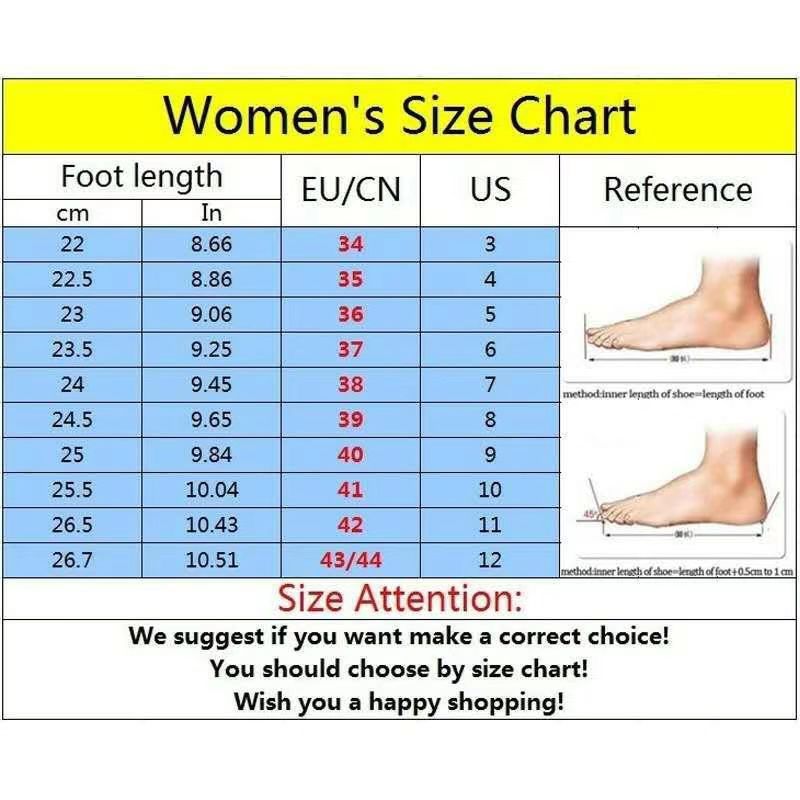 Women's Size Chart
Foot length EU/CN US Reference
cm In
22 8.66 34 3
22.5 8.86 35 4
23 9.06 36 5
23.5 9.25 37 6
24 9.45 38 7
method:inner length of shoe=length of foot
24.5 9.65 39 8
25 9.84 40 9
25.5 10.04 41 10
26.5 10.43 42 11
45°
26.7 10.51 43/44 12
method:inner length of shoe=length of foot+0.5cm to 1 cm
Size Attention:
We suggest if you want make a correct choice!
You should choose by size chart!
Wish you a happy shopping!